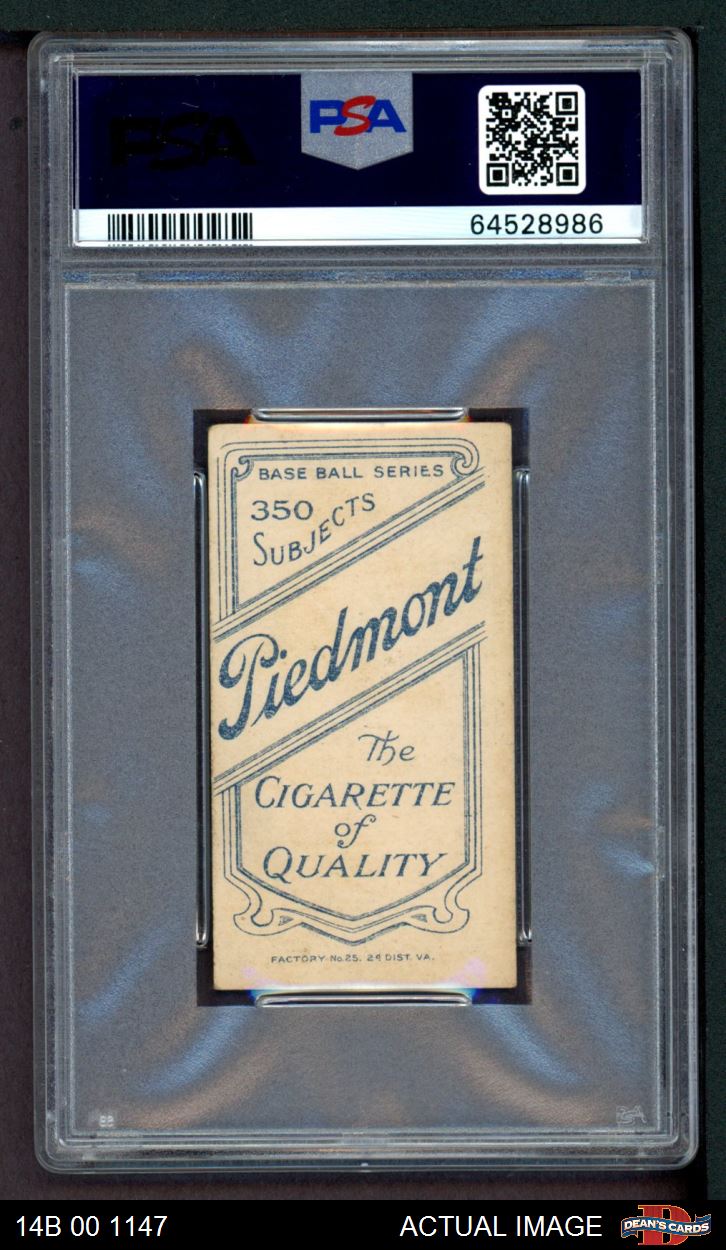 PSA
PSA
64528986
BASE BALL SERIES
350
SUBJECTS
Piedmont
The
CIGARETTE
of
QUALITY
FACTORY No. 25. 2d DIST. VA.
PSA
14B 00 1147
ACTUAL IMAGE
DEAN'S CARDS